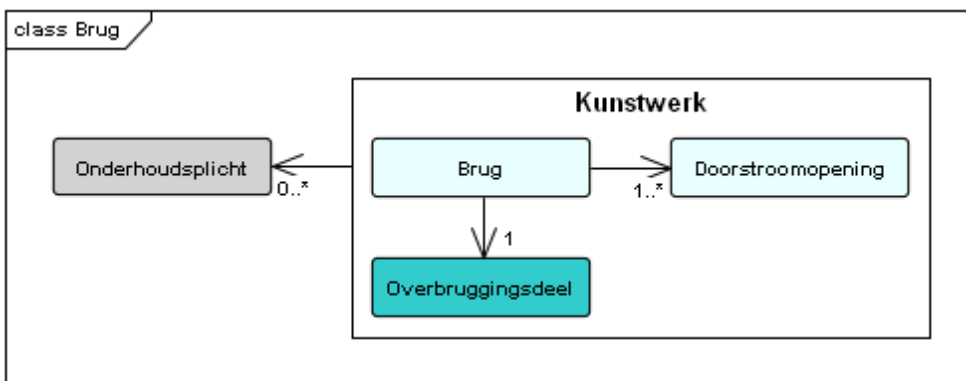 class Brug
Kunstwerk
Onderhoudsplicht
0..*
Brug
1..*
Doorstroomopening
1
Overbruggingsdeel